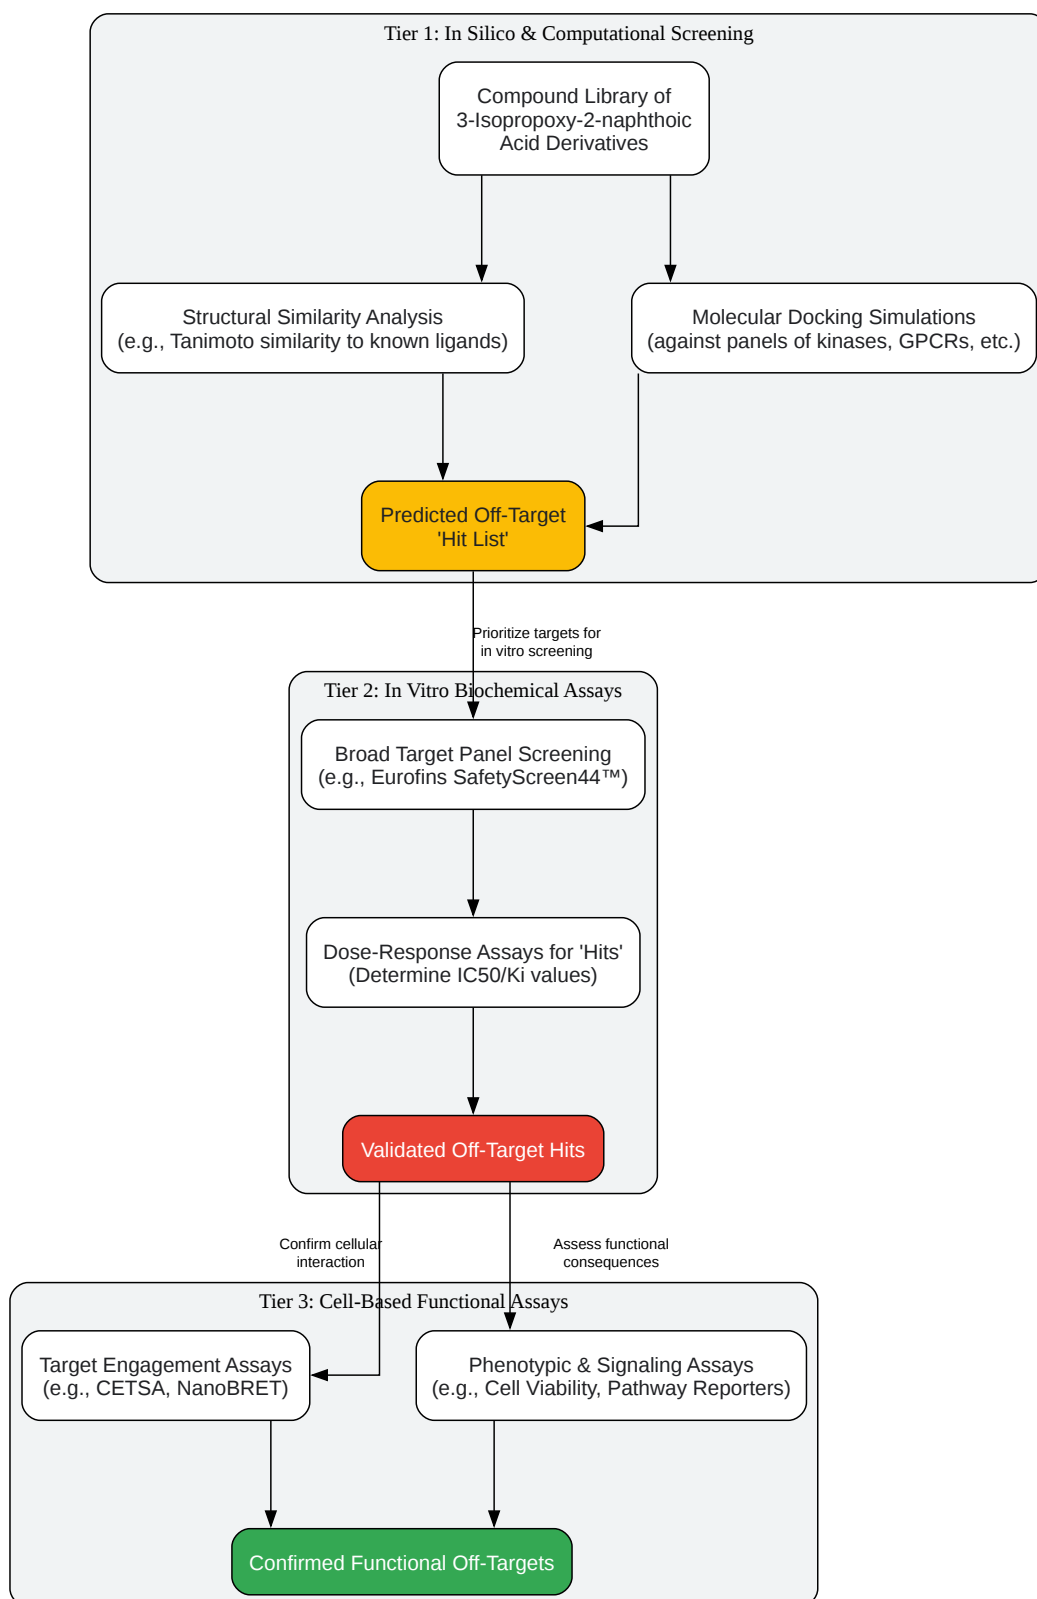 Tier 1: In Silico & Computational Screening
Compound Library of
3-Isopropoxy-2-naphthoic
Acid Derivatives
Structural Similarity Analysis
(e.g., Tanimoto similarity to known ligands)
Molecular Docking Simulations
(against panels of kinases, GPCRs, etc.)
Predicted Off-Target
'Hit List'
Prioritize targets for
in vitro screening
Tier 2: In Vitro Biochemical Assays
Broad Target Panel Screening
(e.g., Eurofins SafetyScreen44™)
Dose-Response Assays for 'Hits'
(Determine IC50/Ki values)
Validated Off-Target Hits
Confirm cellular
interaction
Assess functional
consequences
Tier 3: Cell-Based Functional Assays
Target Engagement Assays
(e.g., CETSA, NanoBRET)
Phenotypic & Signaling Assays
(e.g., Cell Viability, Pathway Reporters)
Confirmed Functional Off-Targets